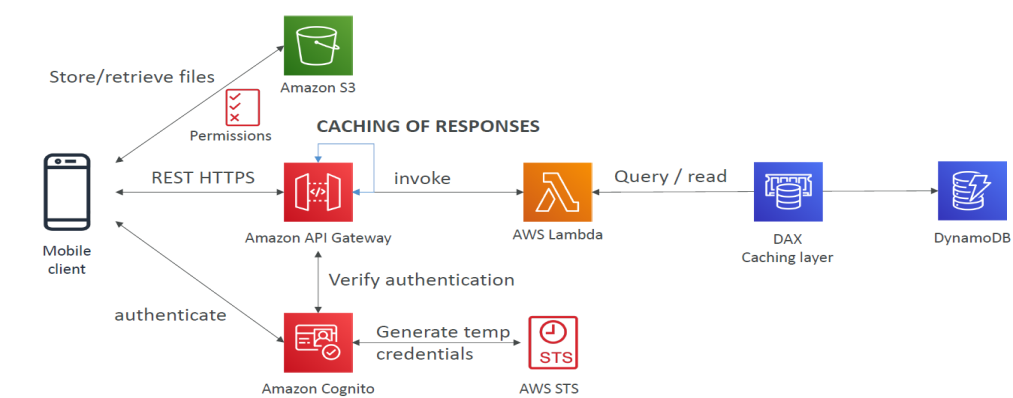 Store/retrieve files
Amazon S3
Permissions
CACHING OF RESPONSES
REST HTTPS
invoke
Query / read
Mobile
client
Amazon API Gateway
AWS Lambda
DAX
Caching layer
DynamoDB
Verify authentication
authenticate
Generate temp
credentials
STS
Amazon Cognito
AWS STS